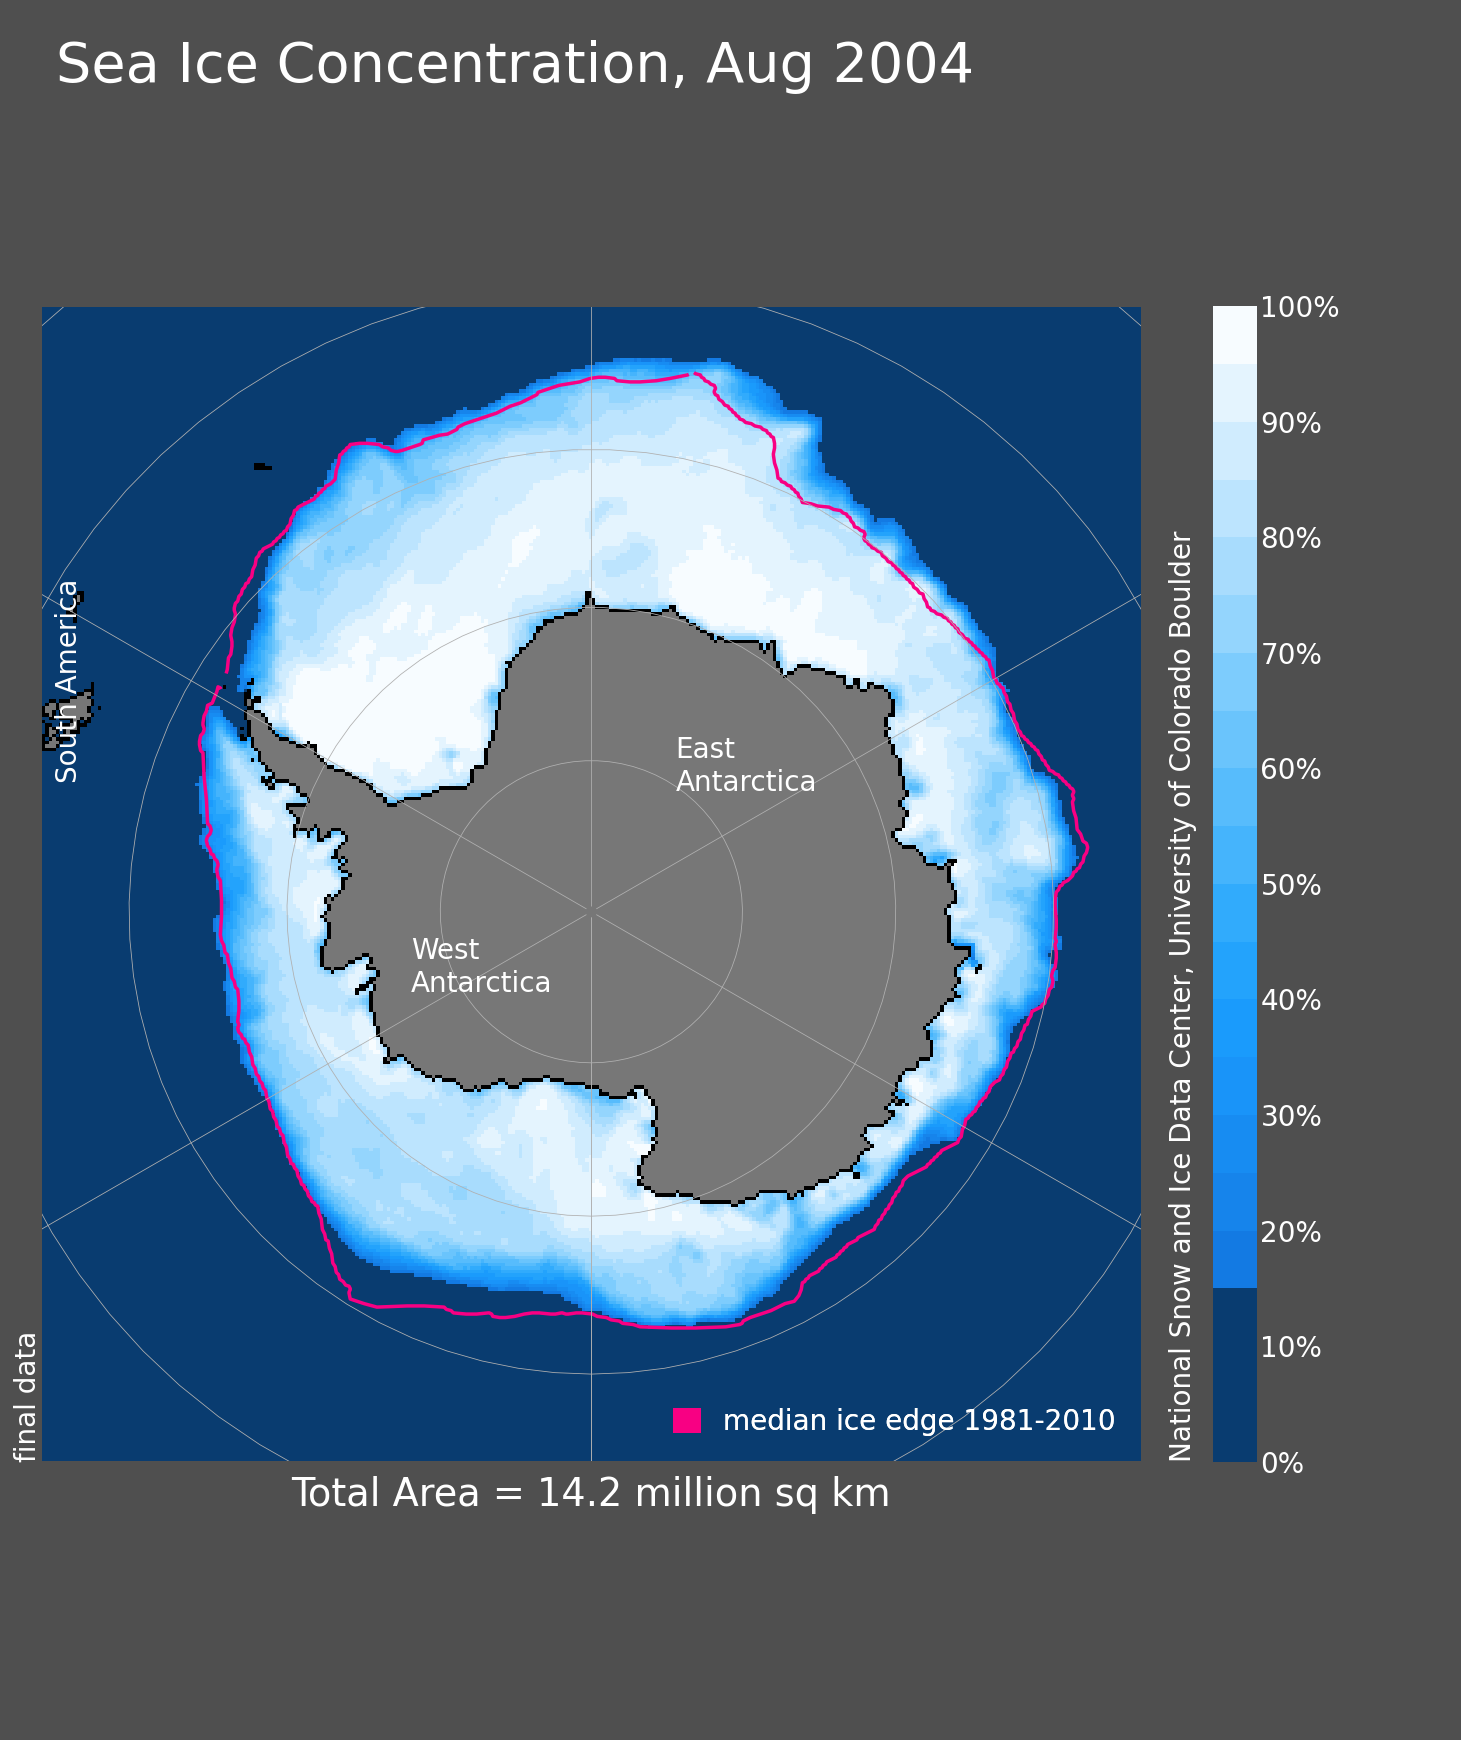 Sea Ice Concentration, Aug 2004
South America
East
Antarctica
West
Antarctica
median ice edge 1981-2010
final data
Total Area = 14.2 million sq km
National Snow and Ice Data Center, University of Colorado Boulder
100%
90%
80%
70%
60%
50%
40%
30%
20%
10%
0%